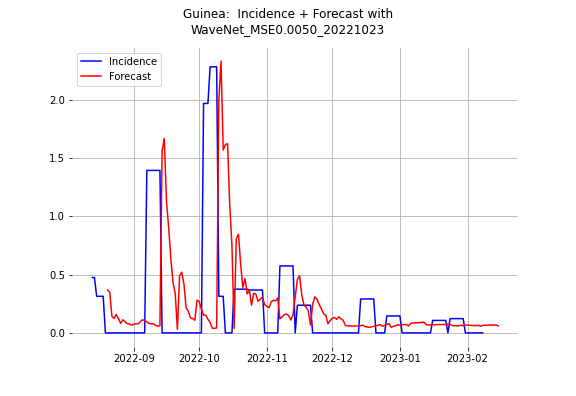 Guinea:  Incidence + Forecast with
WaveNet_MSE0.0050_20221023
Incidence
Forecast
2.0
1.5
1.0
0.5
0.0
2022-09 2022-10 2022-11 2022-12 2023-01 2023-02